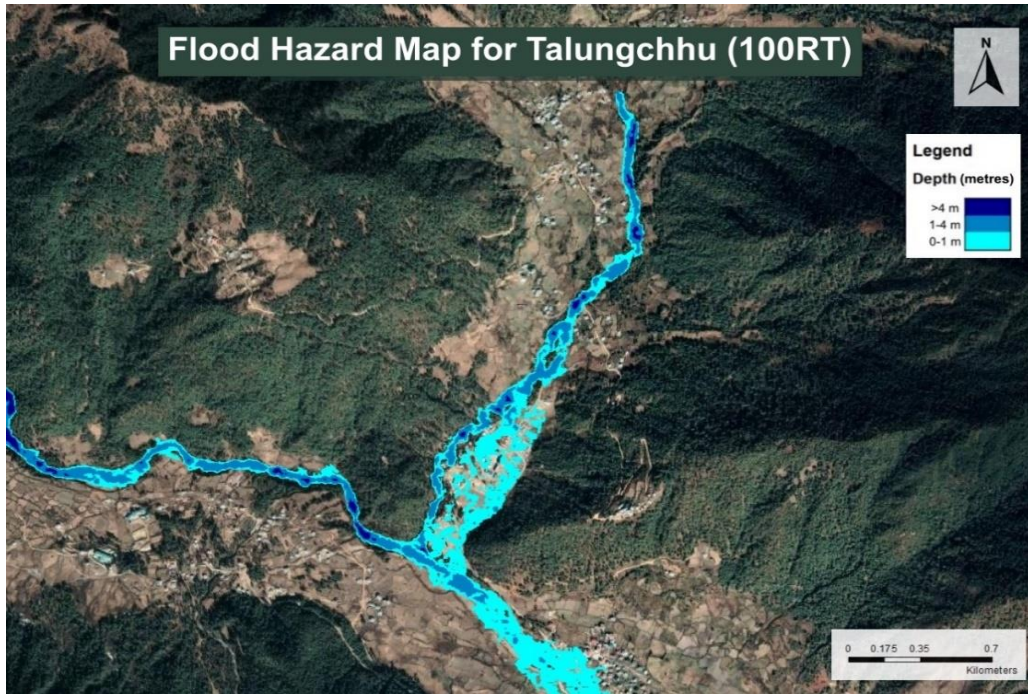 Flood Hazard Map for Talungchhu (100RT)
N
Legend
Depth (metres)
>4 m
1-4 m
0-1 m
0 0.175 0.35 0.7
Kilometers